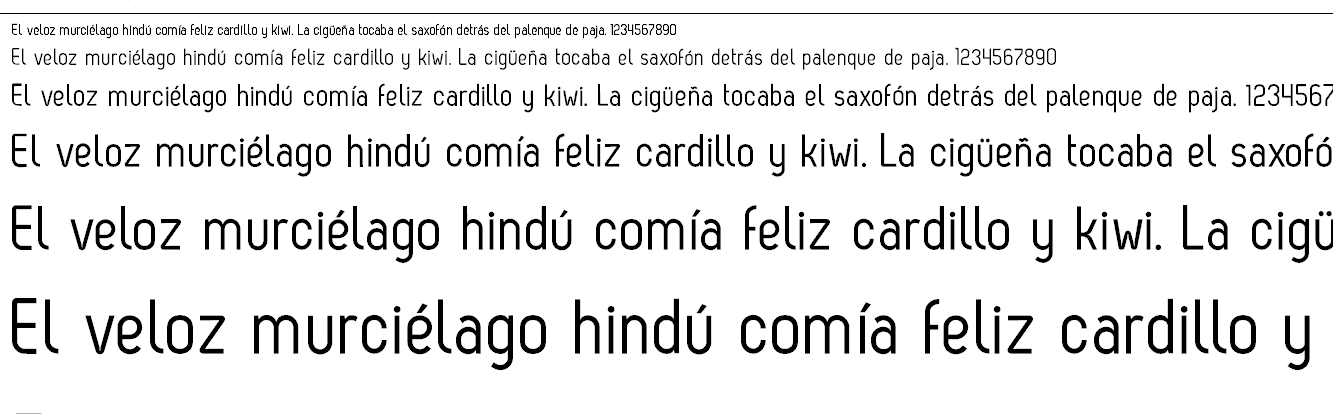 El veloz murciélago hindú comía feliz cardillo y kiwi. La cigüeña tocaba el saxofón detrás del palenque de paja. 1234567890
El veloz murciélago hindú comía feliz cardillo y kiwi. La cigüeña tocaba el saxofón detrás del palenque de paja. 1234567890
El veloz murciélago hindú comía feliz cardillo y kiwi. La cigüeña tocaba el saxofón detrás del palenque de paja. 1234567
El veloz murciélago hindú comía feliz cardillo y kiwi. La cigüeña tocaba el saxofó
El veloz murciélago hindú comía feliz cardillo y kiwi. La cigü
El veloz murciélago hindú comía feliz cardillo y